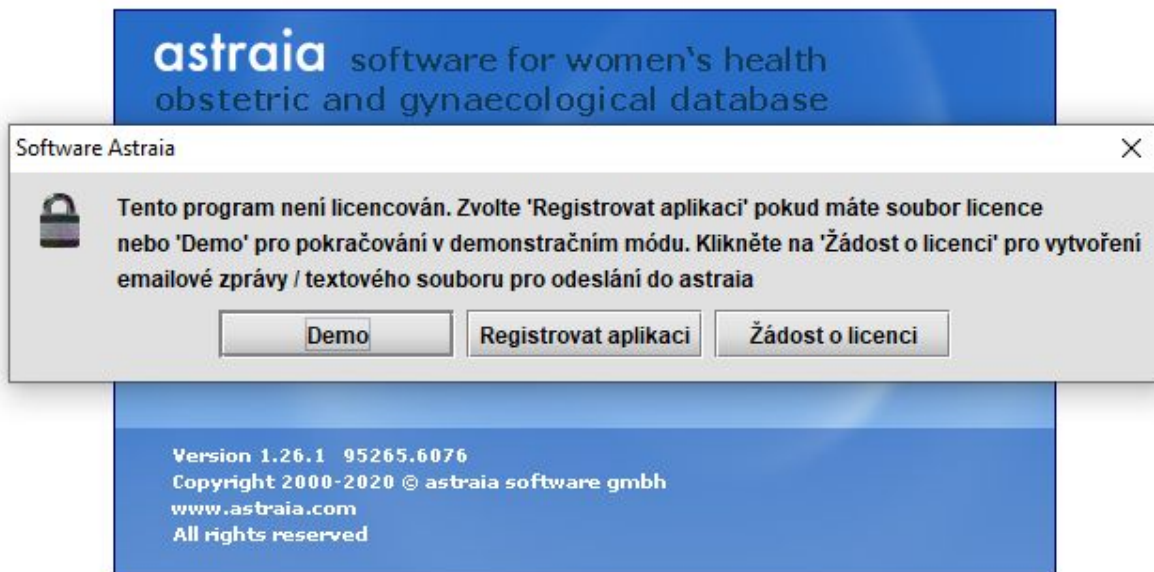 astraia software for women's health
obstetric and gynaecological database
Software Astraia
Tento program není licencován. Zvolte 'Registrovat aplikaci' pokud máte soubor licence
nebo 'Demo' pro pokračování v demonstračním módu. Klikněte na 'Žádost o licenci' pro vytvoření
emailové zprávy / textového souboru pro odeslání do astraia
Demo
Registrovat aplikaci
Žádost o licenci
Version 1.26.1 95265.6076
Copyright 2000-2020 © astraia software gmbh
www.astraia.com
All rights reserved